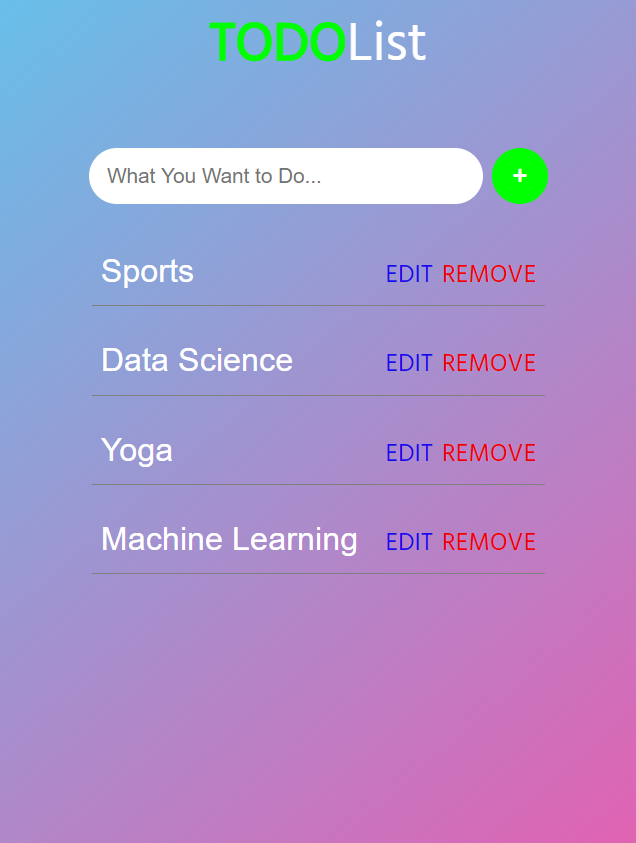 TODOList
What You Want to Do... +
Sports EDIT REMOVE
Data Science EDIT REMOVE
Yoga EDIT REMOVE
Machine Learning EDIT REMOVE